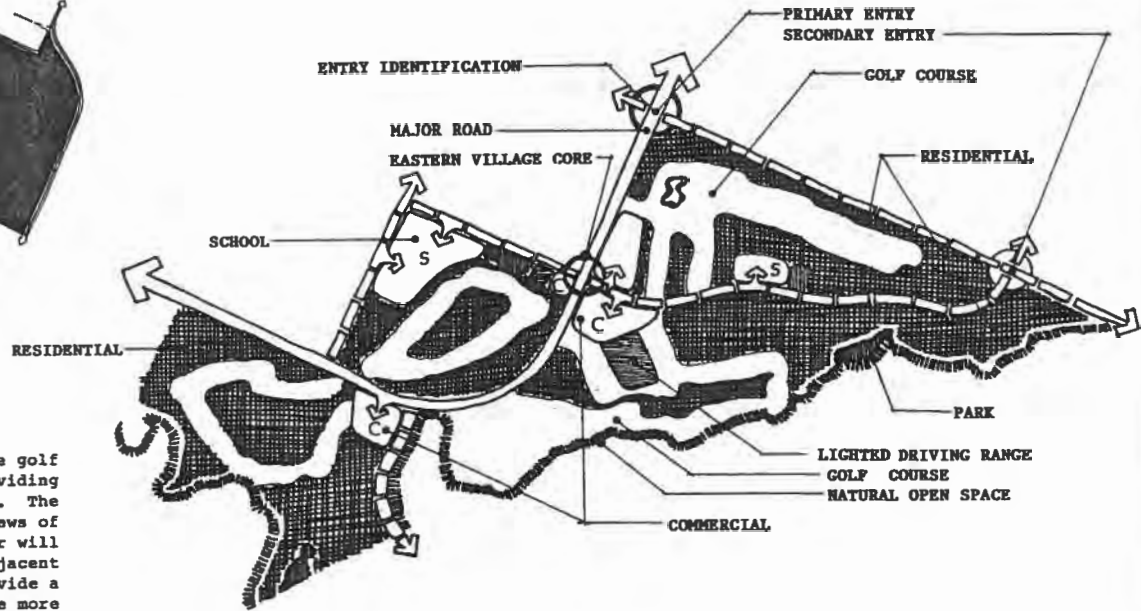 PRIMARY ENTRY
SECONDARY ENTRY
ENTRY IDENTIFICATION
GOLF COURSE
MAJOR ROAD
EASTERN VILLAGE CORE
RESIDENTIAL
SCHOOL
S
S
C
RESIDENTIAL
C
PARK
LIGHTED DRIVING RANGE
GOLF COURSE
NATURAL OPEN SPACE
COMMERCIAL
e golf
viding
. The
aws of
r will
jacent
vide a
e more